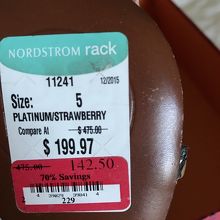 NORDSTROM rack
11241 12/2015
Size: 5
PLATINUM/STRAWBERRY
Compare At $ 475.00
$ 199.97
475.00 142.50
70% Savings
2 229